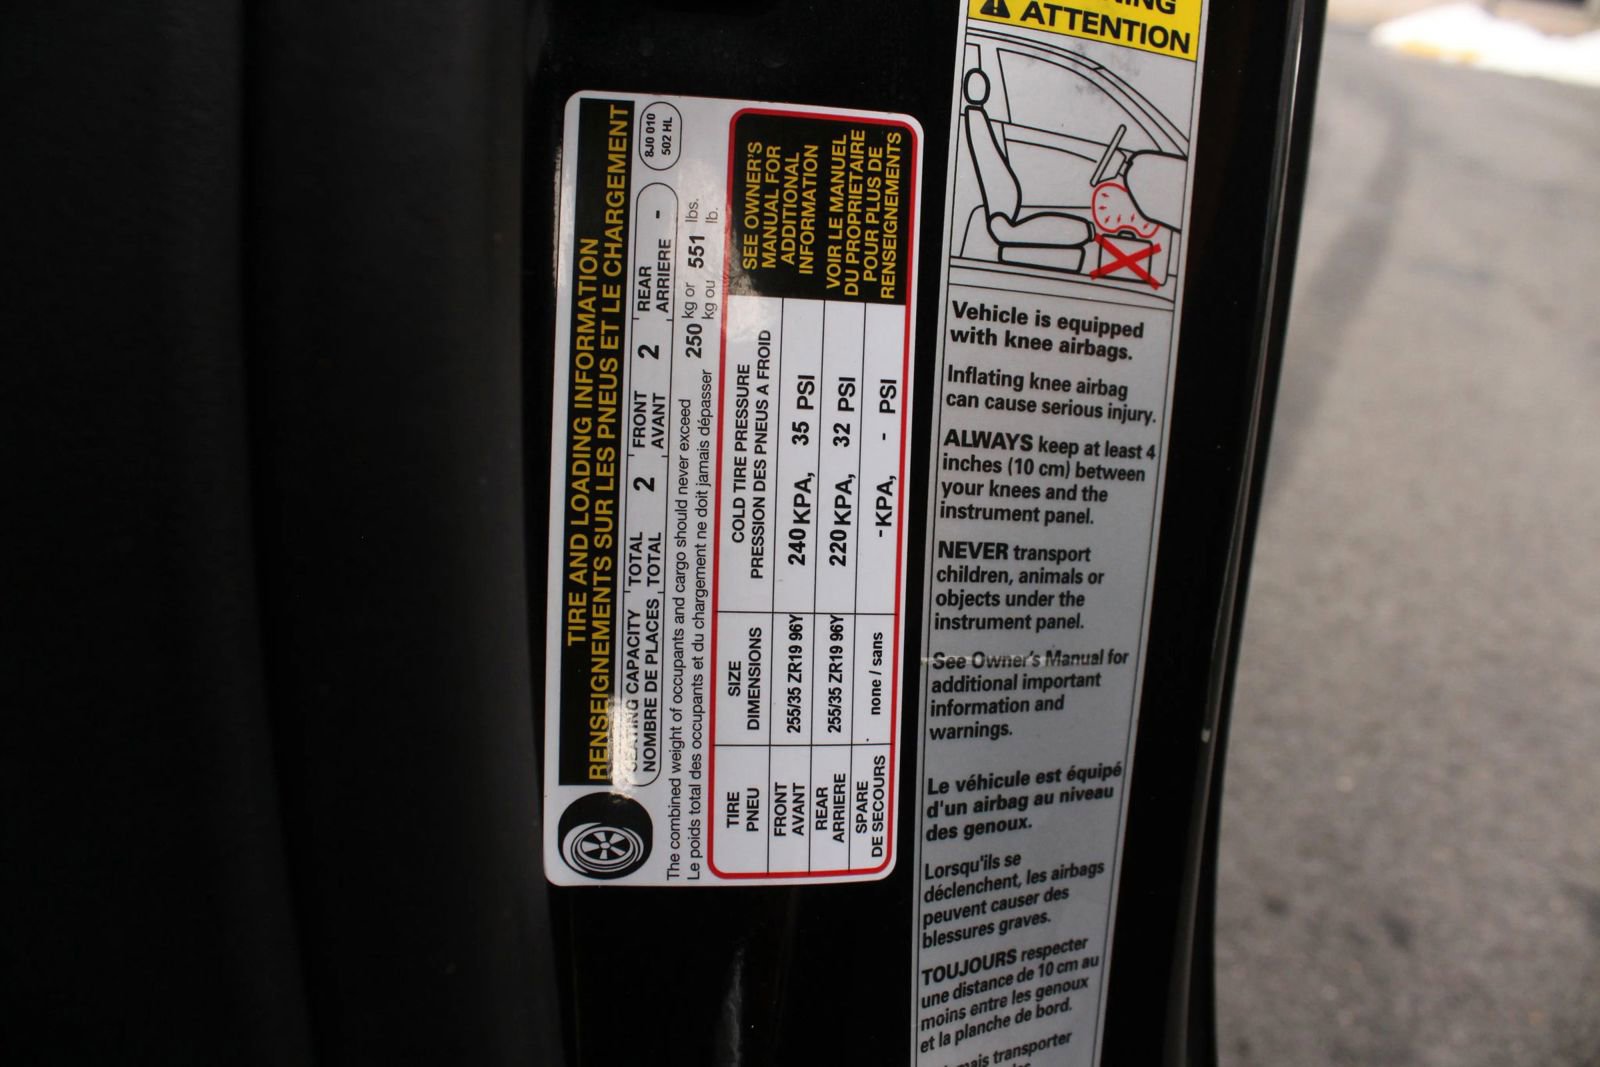 TIRE AND LOADING INFORMATION
RENSEIGNEMENTS SUR LES PNEUS ET LE CHARGEMENT
SEATING CAPACITY TOTAL 2 FRONT 2 REAR -
NOMBRE DE PLACES TOTAL AVANT ARRIERE
8J0 010
502 HL
The combined weight of occupants and cargo should never exceed 250 kg or 551 lbs.
Le poids total des occupants et du chargement ne doit jamais dépasser kg ou lb.
TIRE SIZE COLD TIRE PRESSURE
PNEU DIMENSIONS PRESSION DES PNEUS A FROID
FRONT
AVANT 255/35 ZR19 96Y 240 KPA, 35 PSI
REAR
ARRIERE 255/35 ZR19 96Y 220 KPA, 32 PSI
SPARE
DE SECOURS none / sans - KPA, - PSI
SEE OWNER'S
MANUAL FOR
ADDITIONAL
INFORMATION
VOIR LE MANUEL
DU PROPRIETAIRE
POUR PLUS DE
RENSEIGNEMENTS
ATTENTION
Vehicle is equipped
with knee airbags.
Inflating knee airbag
can cause serious injury.
ALWAYS keep at least 4
inches (10 cm) between
your knees and the
instrument panel.
NEVER transport
children, animals or
objects under the
instrument panel.
See Owner's Manual for
additional important
information and
warnings.
Le véhicule est équipé
d'un airbag au niveau
des genoux.
Lorsqu'ils se
déclenchent, les airbags
peuvent causer des
blessures graves.
TOUJOURS respecter
une distance de 10 cm au
moins entre les genoux
et la planche de bord.
transporter